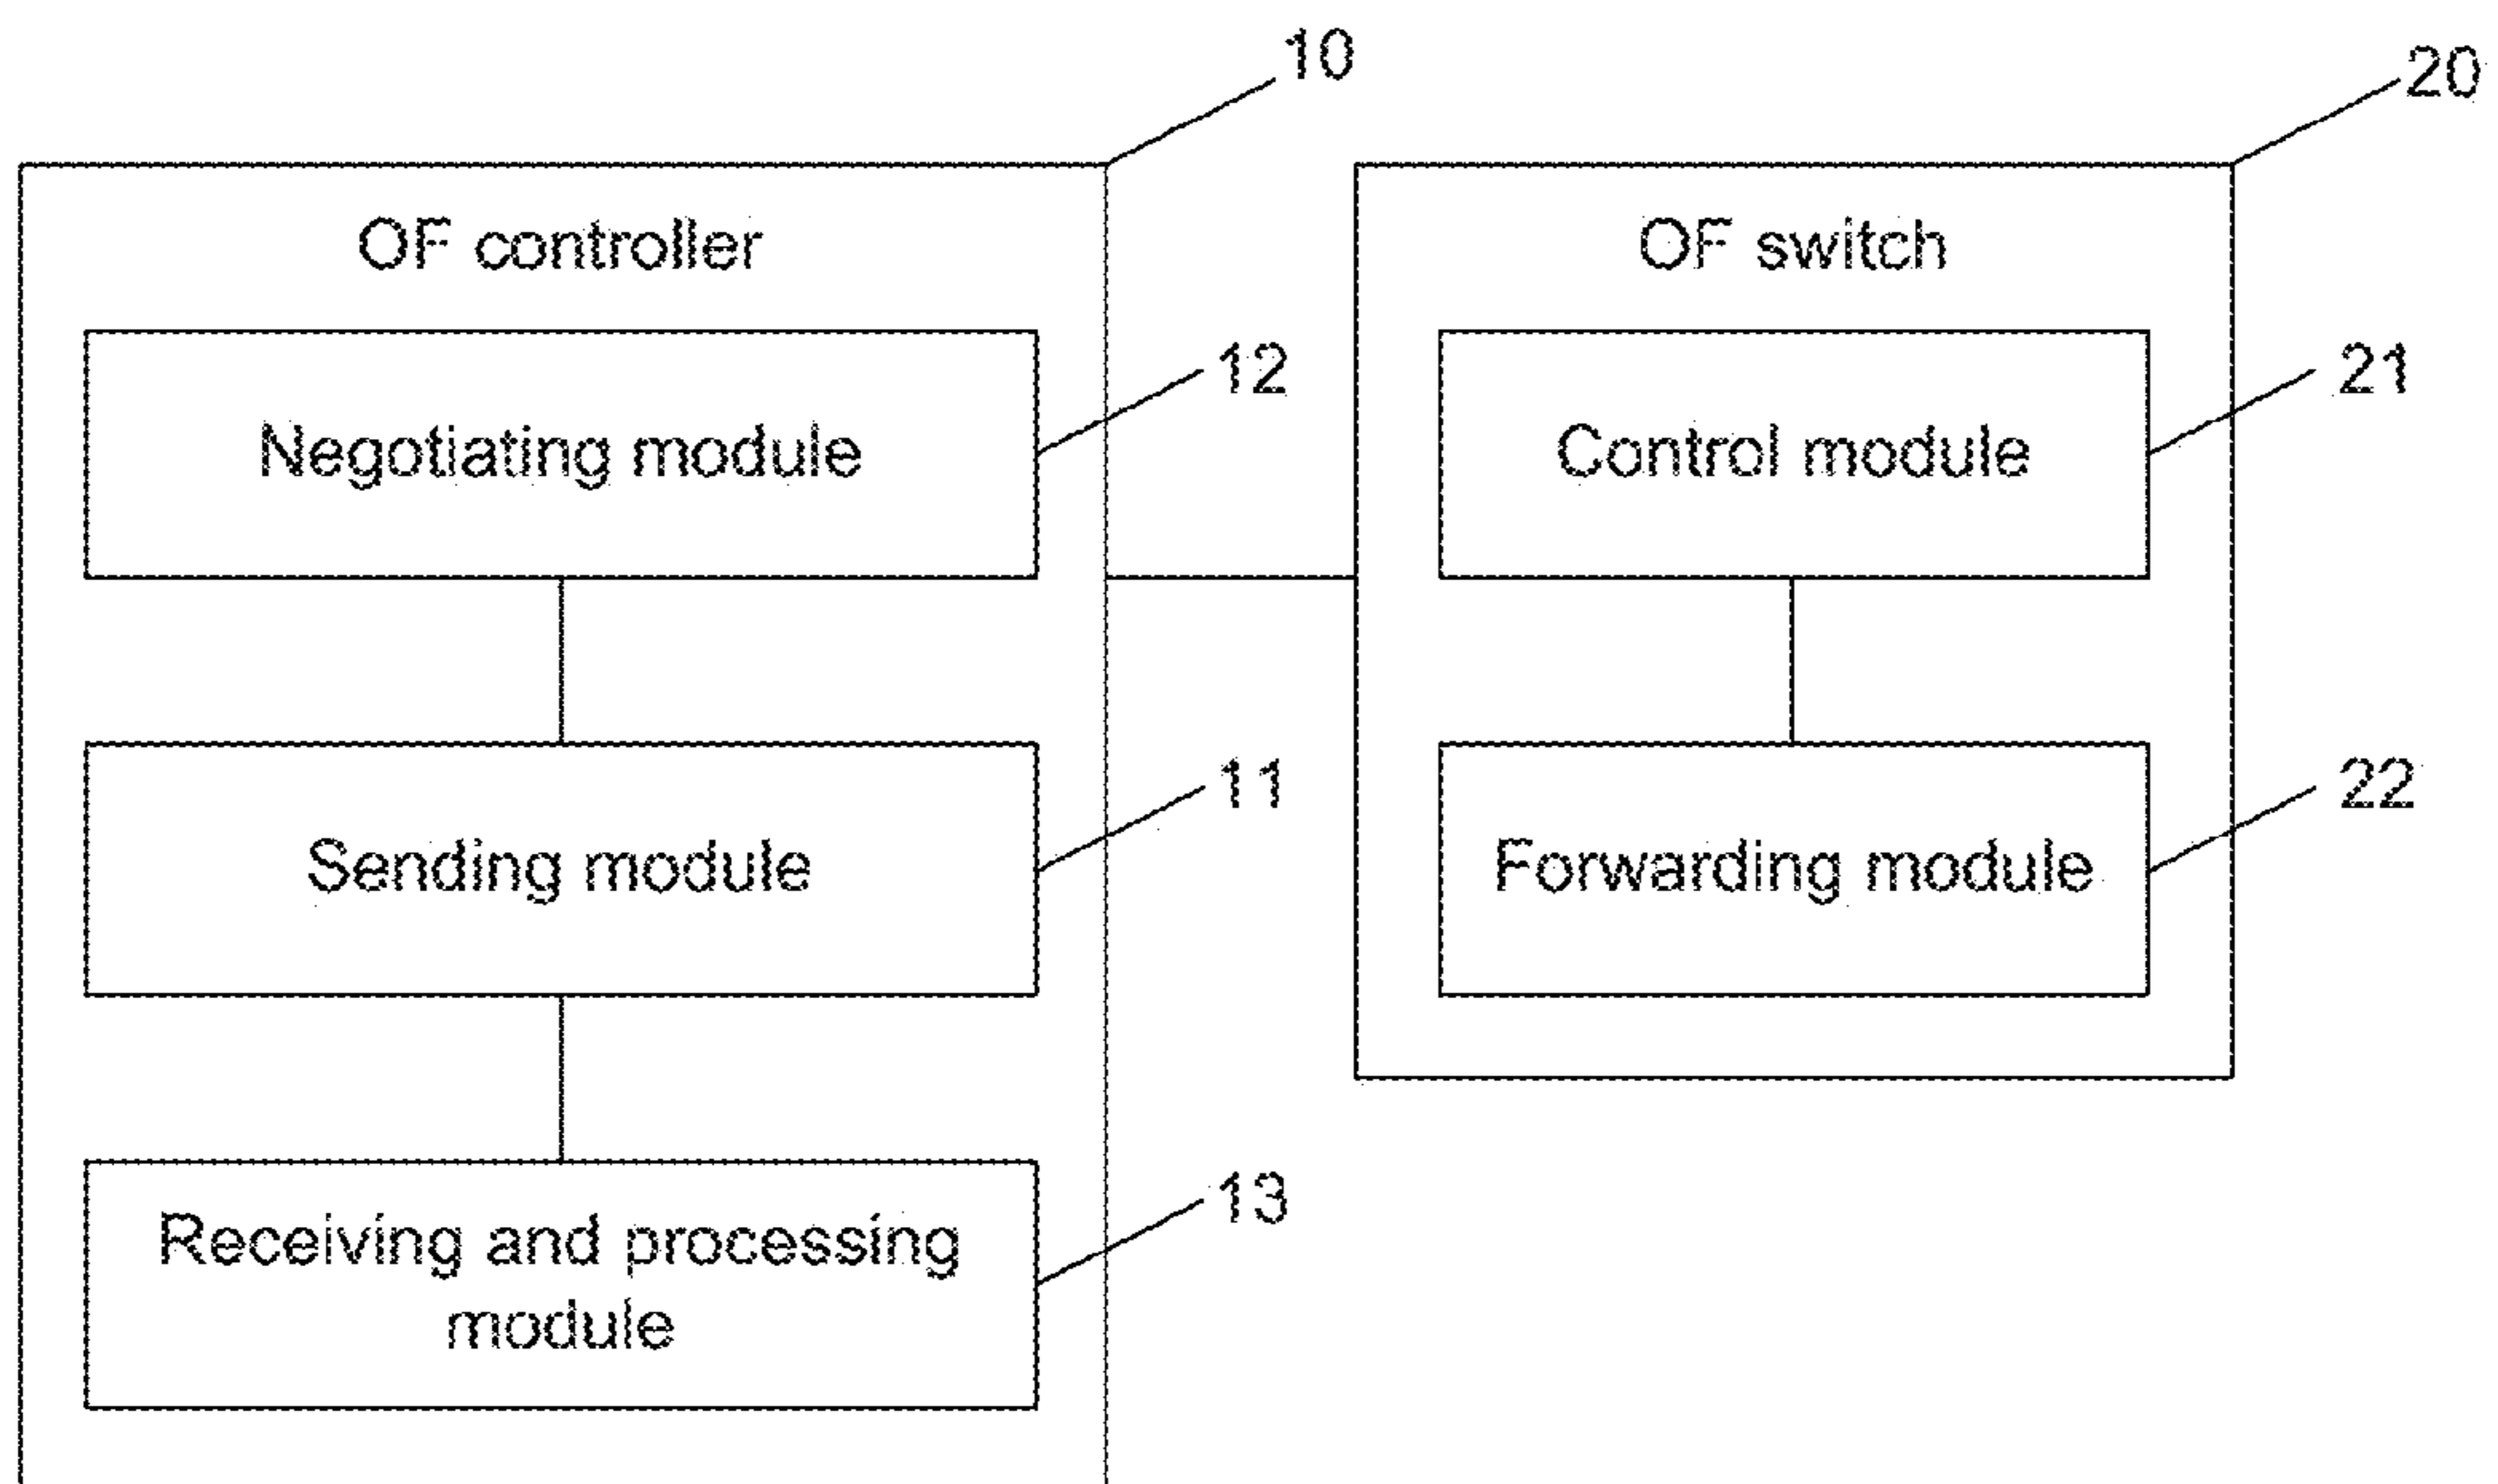 10
20
OF controller
OF switch
12
21
Negotiating module
Control module
11
22
Sending module
Forwarding module
13
Receiving and processing
module